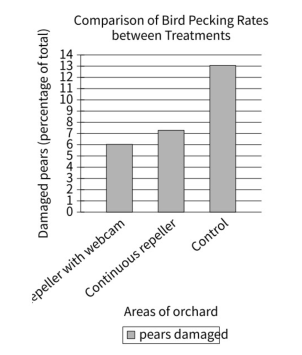 Comparison of Bird Pecking Rates
between Treatments
Damaged pears (percentage of total)
14
13
12
11
10
9
8
7
6
5
4
3
2
1
0
epeller with webcam
Continuous repeller
Control
Areas of orchard
pears damaged